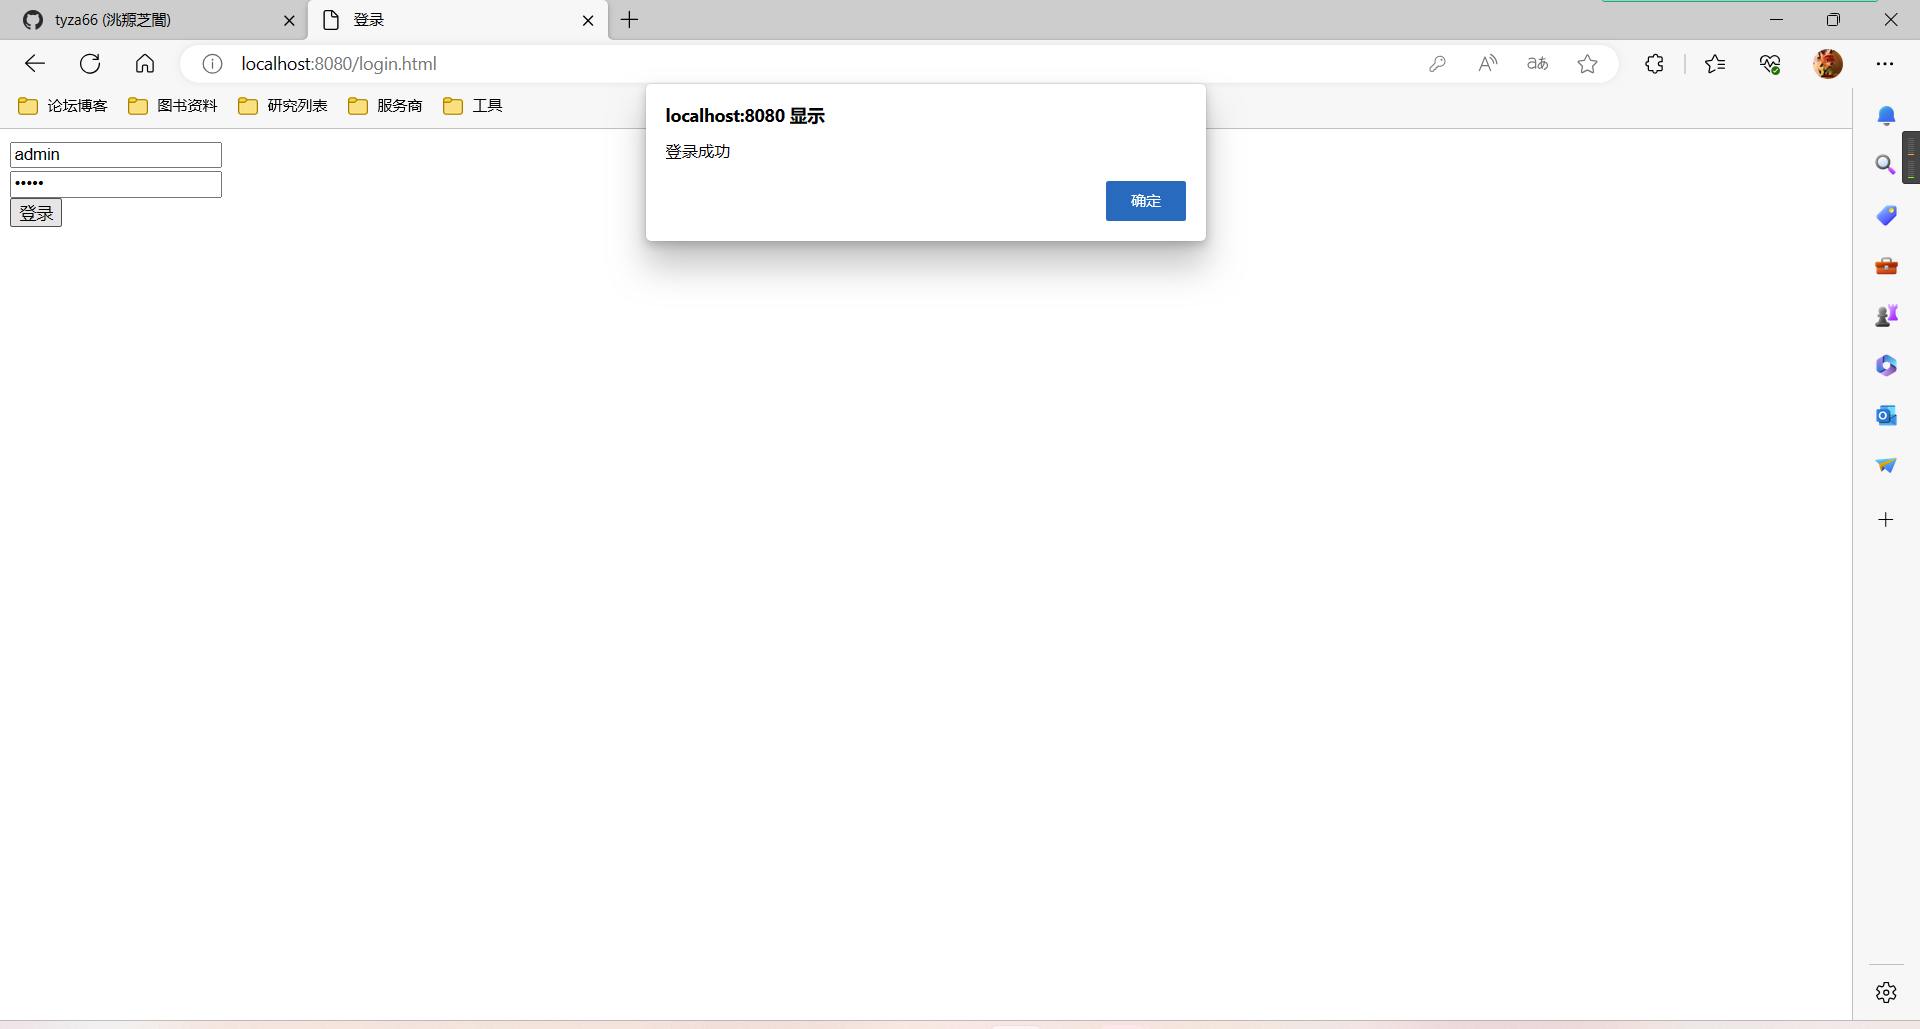 tyza66 (洮羱芝闇)
登录
localhost:8080/login.html
论坛博客 图书资料 研究列表 服务商 工具
localhost:8080 显示
登录成功
确定
admin
•••••
登录